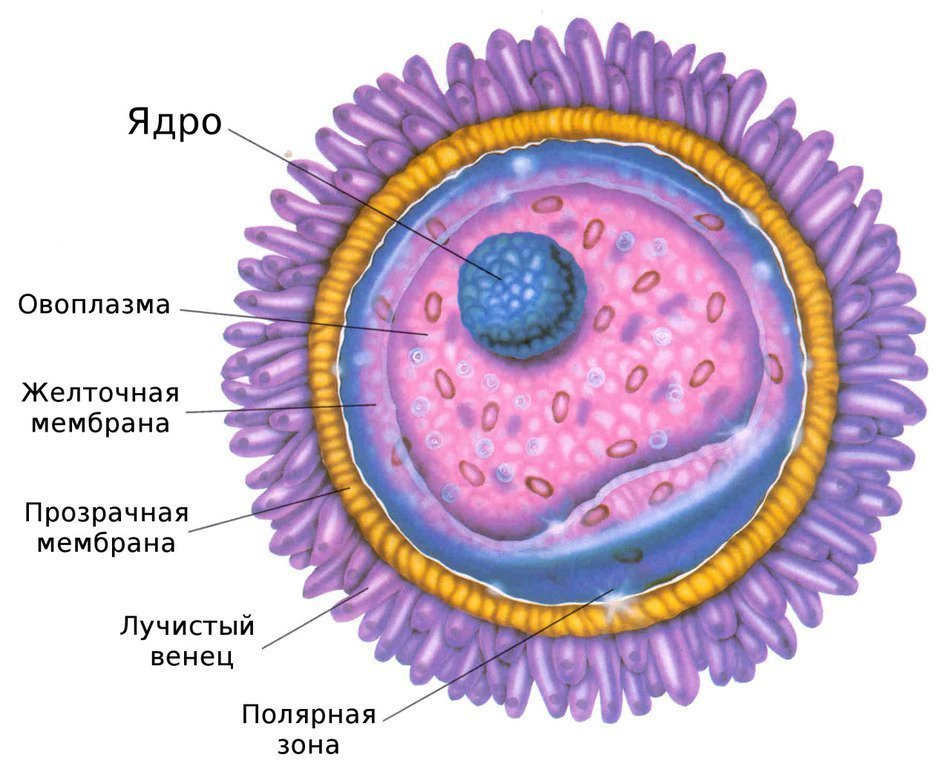 Ядро
Овоплазма
Желточная
мембрана
Прозрачная
мембрана
Лучистый
венец
Полярная
зона